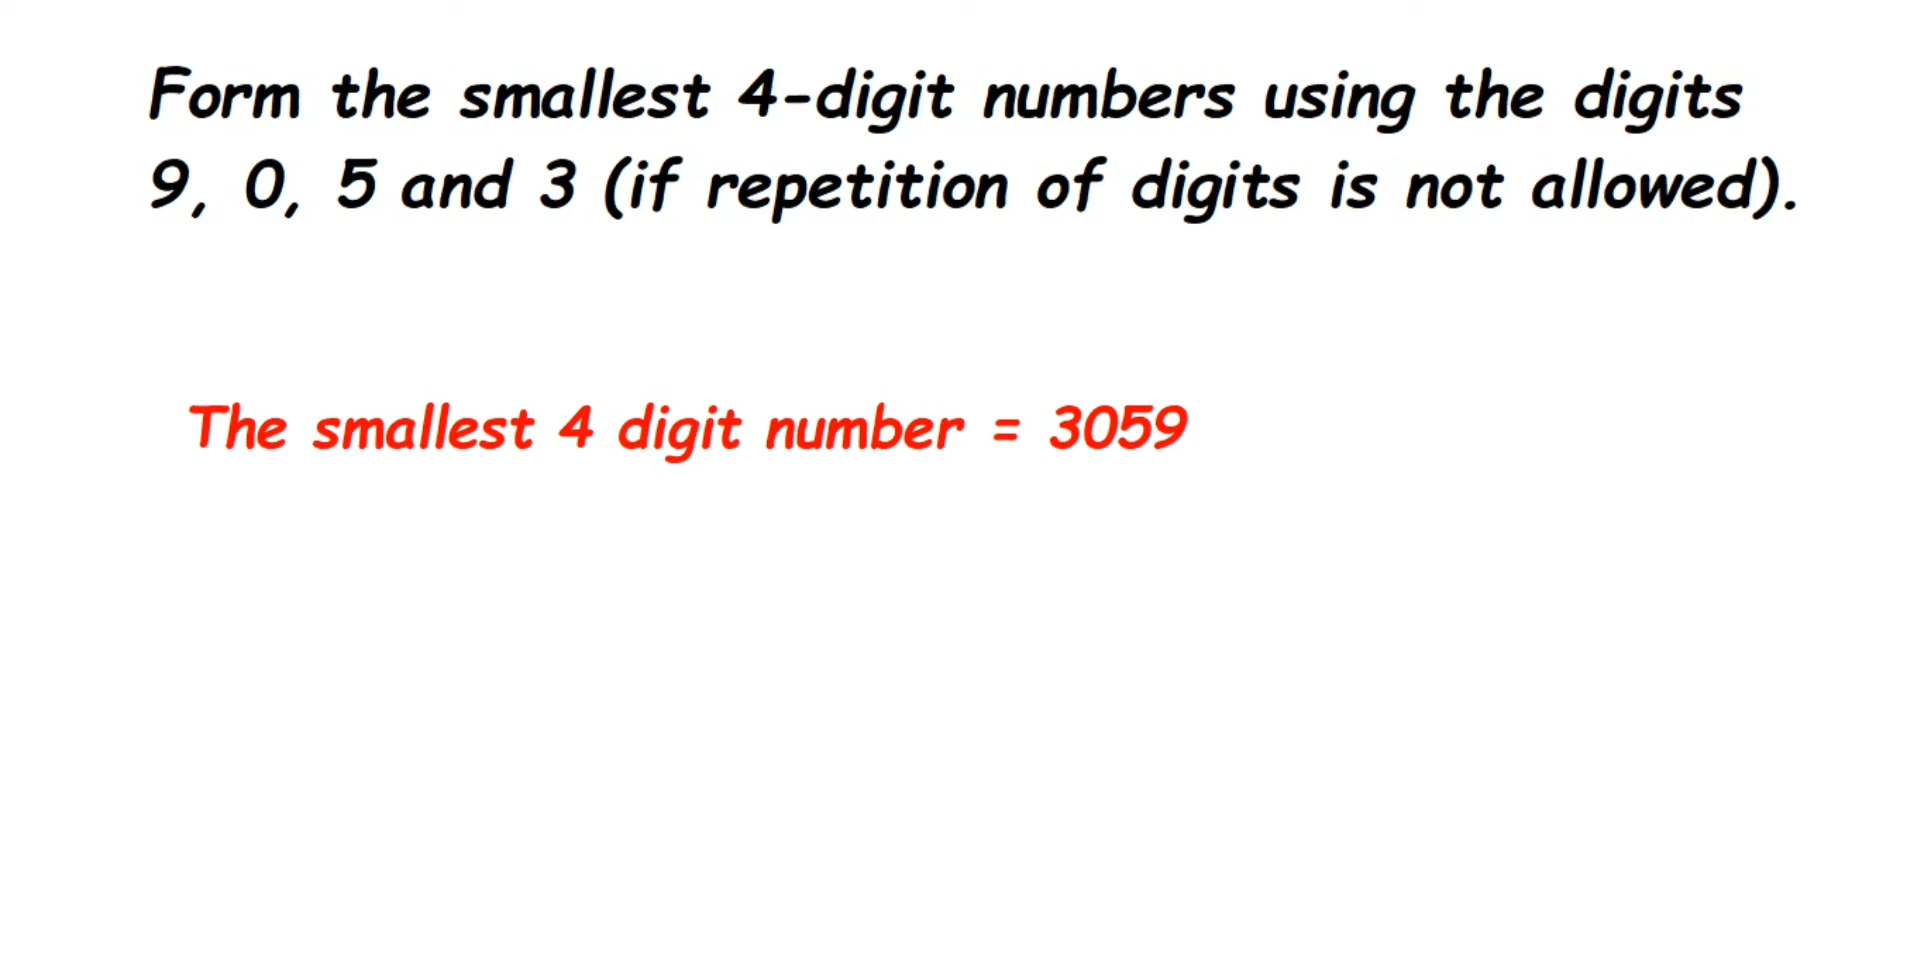 Form the smallest 4-digit numbers using the digits
9, 0, 5 and 3 (if repetition of digits is not allowed).
The smallest 4 digit number = 3059